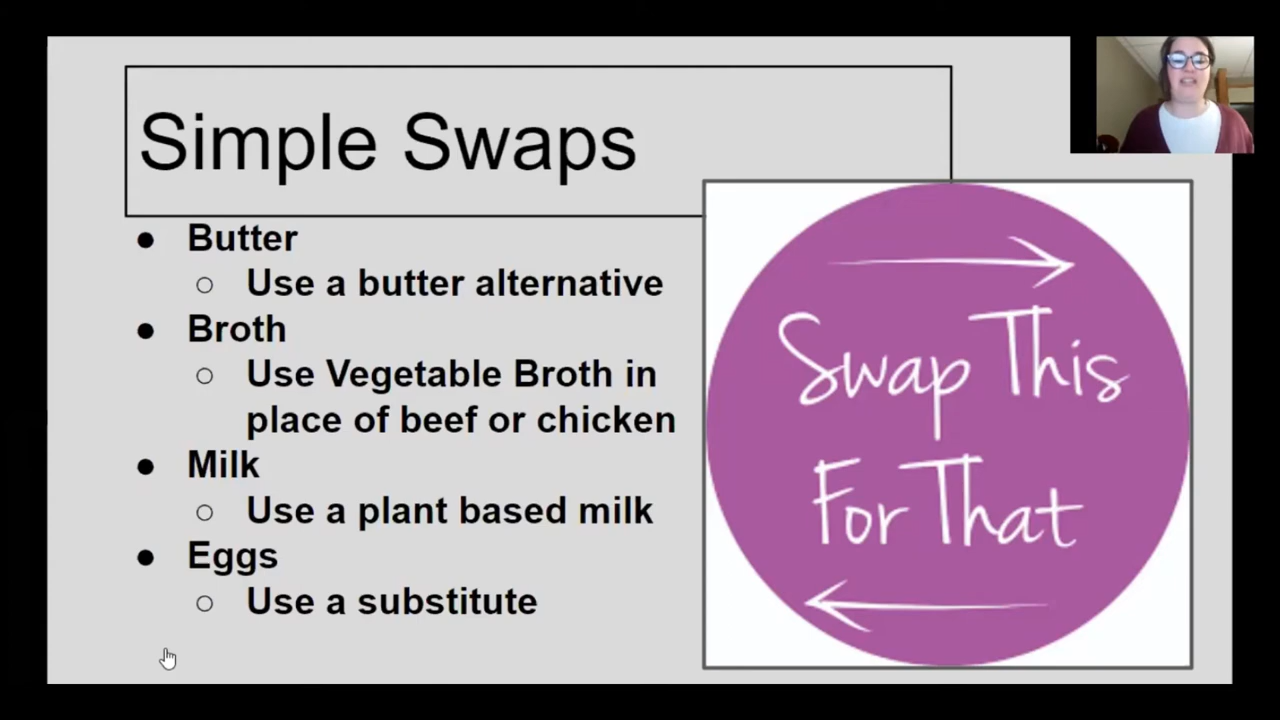 Simple Swaps
● Butter
○ Use a butter alternative
● Broth
○ Use Vegetable Broth in
place of beef or chicken
● Milk
○ Use a plant based milk
● Eggs
○ Use a substitute
Swap This
For That